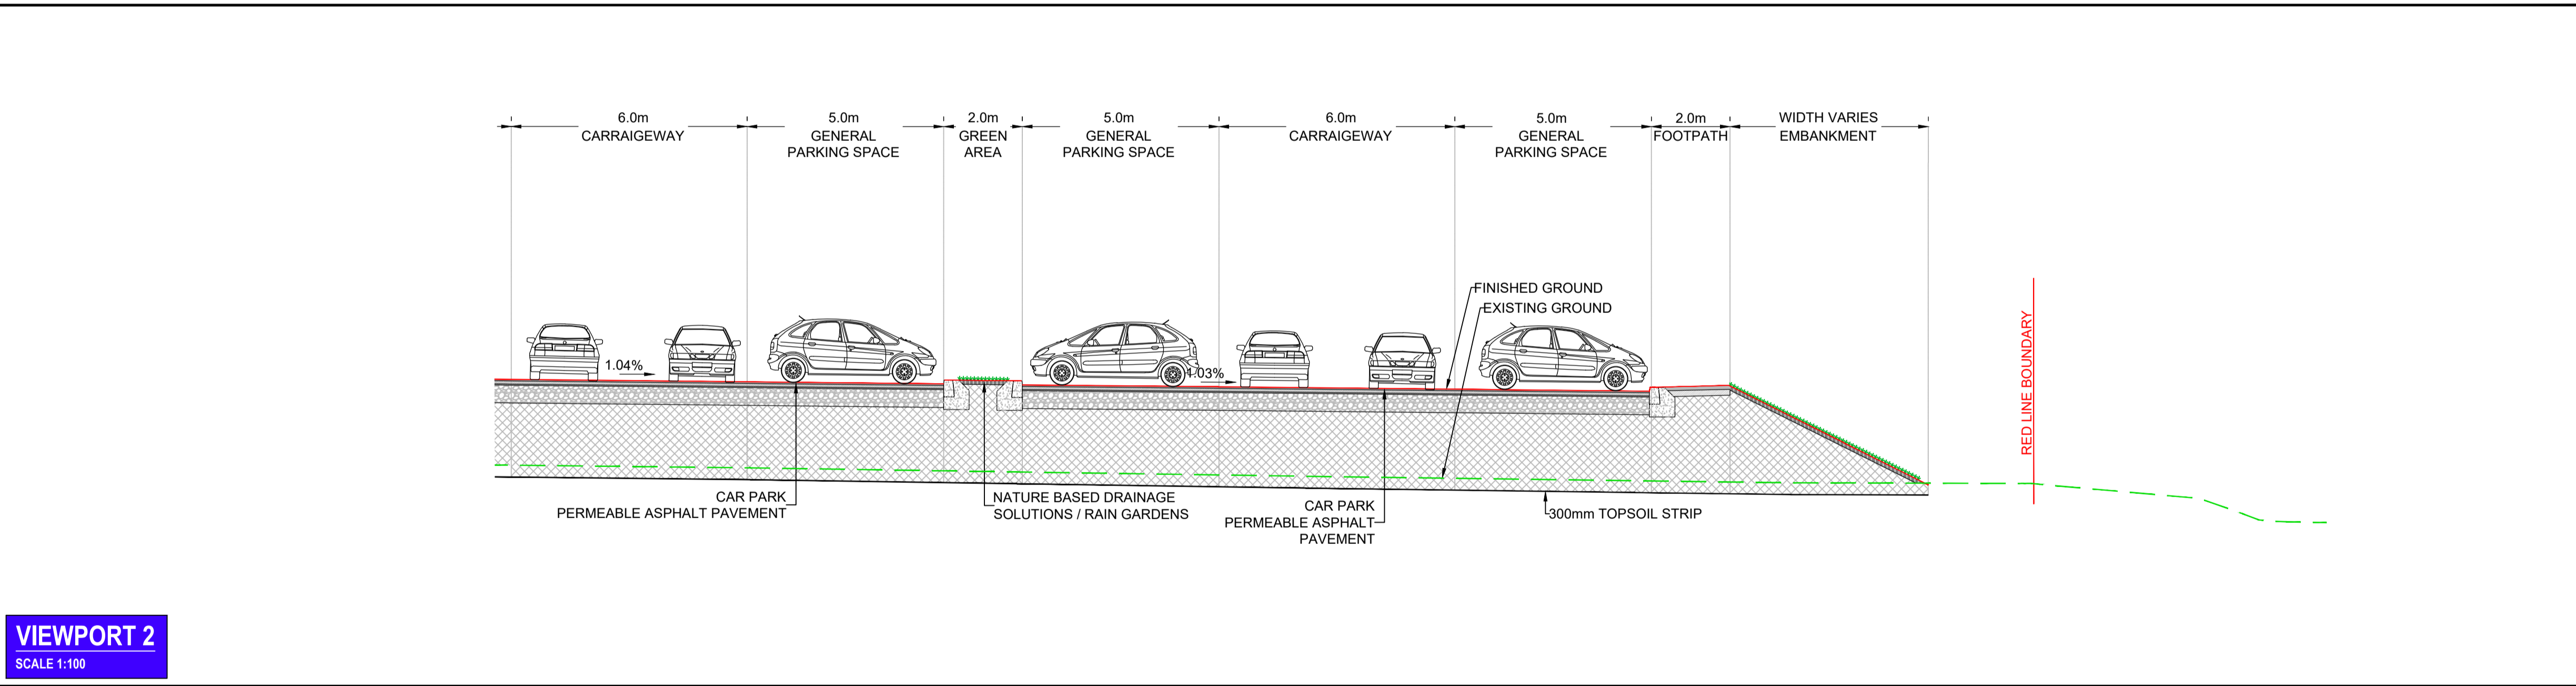 6.0m
CARRAIGEWAY
5.0m
GENERAL
PARKING SPACE
2.0m
GREEN
AREA
5.0m
GENERAL
PARKING SPACE
6.0m
CARRAIGEWAY
5.0m
GENERAL
PARKING SPACE
2.0m
FOOTPATH
WIDTH VARIES
EMBANKMENT
FINISHED GROUND
EXISTING GROUND
RED LINE BOUNDARY
1.04%
1.03%
CAR PARK
PERMEABLE ASPHALT PAVEMENT
NATURE BASED DRAINAGE
SOLUTIONS / RAIN GARDENS
CAR PARK
PERMEABLE ASPHALT
PAVEMENT
300mm TOPSOIL STRIP
VIEWPORT 2
SCALE 1:100